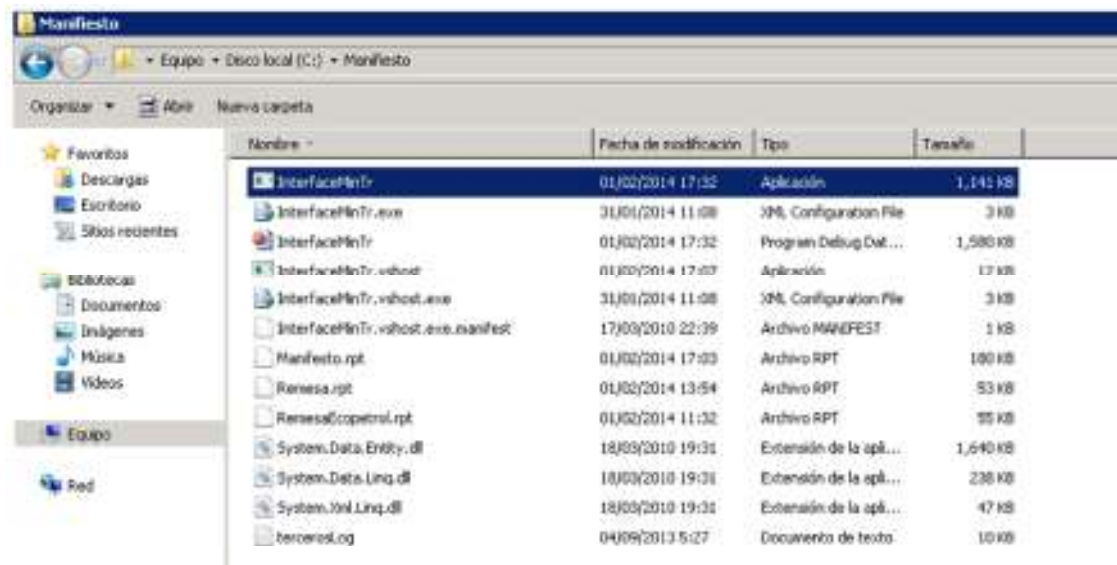 Manifiesto
Equipo Disco local (C:) Manifiesto
Organizar Abrir Nueva carpeta
Favoritos
Descargas
Escritorio
Sitios recientes
Bibliotecas
Documentos
Imágenes
Música
Vídeos
Equipo
Red
Nombre Fecha de modificación Tipo Tamaño
InterfaceMinTr 01/02/2014 17:32 Aplicación 1,141 KB
InterfaceMinTr.exe 31/01/2014 11:08 XML Configuration File 3 KB
InterfaceMinTr 01/02/2014 17:32 Program Debug Dat... 1,580 KB
InterfaceMinTr.vshost 01/02/2014 17:07 Aplicación 12 KB
InterfaceMinTr.vshost.exe 31/01/2014 11:08 XML Configuration File 3 KB
InterfaceMinTr.vshost.exe.manifest 17/03/2010 22:39 Archivo MANIFEST 1 KB
Manifesto.rpt 01/02/2014 17:03 Archivo RPT 180 KB
Remesa.rpt 01/02/2014 13:54 Archivo RPT 53 KB
RemesaEcopetrol.rpt 01/02/2014 11:32 Archivo RPT 55 KB
System.Data.Entity.dll 18/03/2010 19:31 Extensión de la apli... 1,640 KB
System.Data.Linq.dll 18/03/2010 19:31 Extensión de la apli... 238 KB
System.Xml.Linq.dll 18/03/2010 19:31 Extensión de la apli... 47 KB
tercerosLog 04/09/2013 5:27 Documento de texto 10 KB